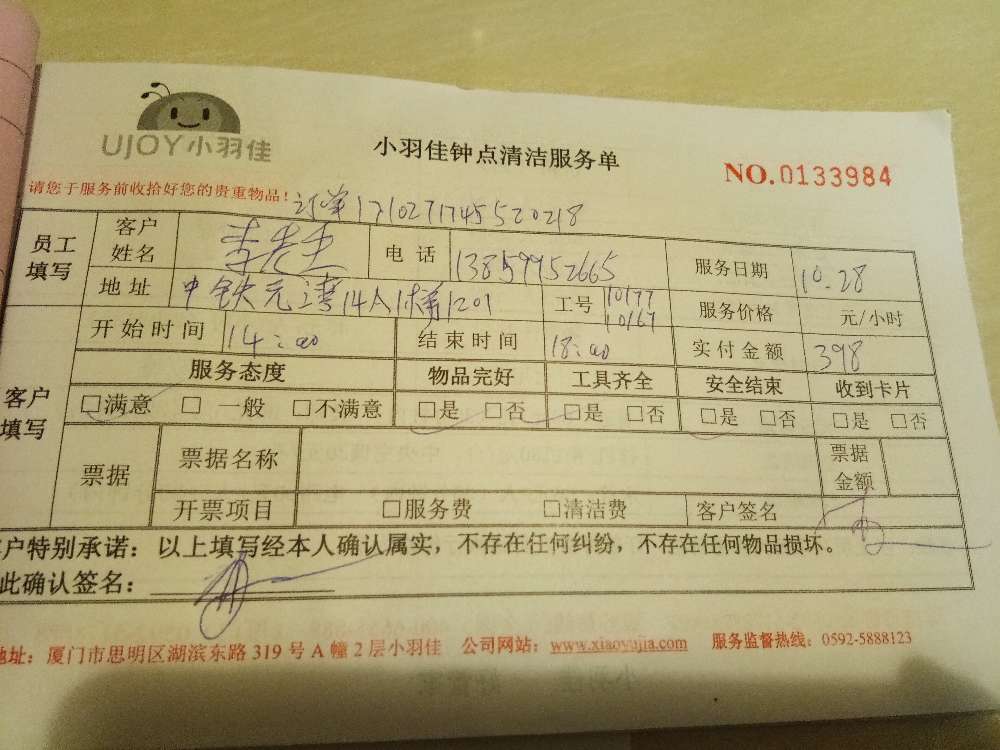 UJOY小羽佳
小羽佳钟点清洁服务单
NO.0133984
请您于服务前收拾好您的贵重物品！
订单1710271745520218
员工填写 客户姓名 李先生 电话 13859952665 服务日期 10.28
地址 中铁元湾14A1梯1201 工号 10177 10167 服务价格 元/小时
客户填写 开始时间 14:00 结束时间 18:00 实付金额 398
服务态度 物品完好 工具齐全 安全结束 收到卡片
□满意 □一般 □不满意 □是 □否 □是 □否 □是 □否 □是 □否
票据 票据名称 票据金额
开票项目 □服务费 □清洁费 客户签名
户特别承诺：以上填写经本人确认属实，不存在任何纠纷，不存在任何物品损坏。
此确认签名：
地址：厦门市思明区湖滨东路319号A幢2层小羽佳 公司网站：www.xiaoyujia.com 服务监督热线：0592-5888123